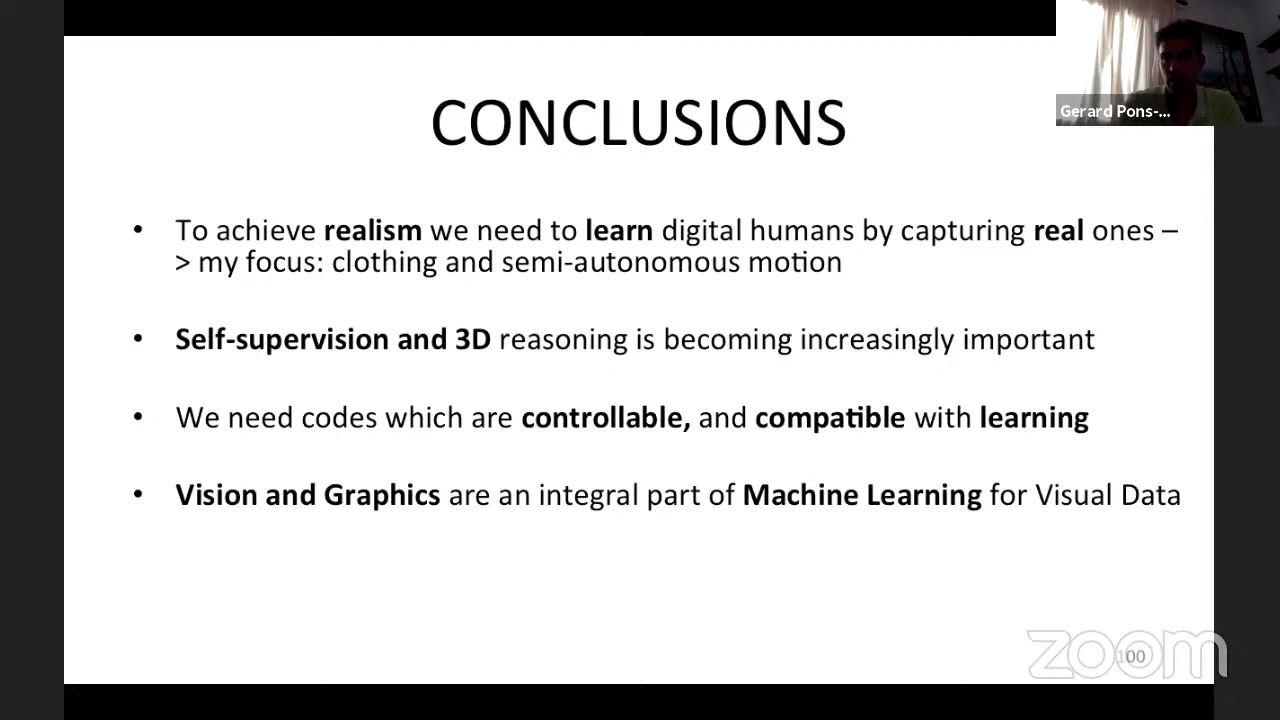 Gerard Pons-...
CONCLUSIONS
• To achieve realism we need to learn digital humans by capturing real ones –
> my focus: clothing and semi-autonomous motion
• Self-supervision and 3D reasoning is becoming increasingly important
• We need codes which are controllable, and compatible with learning
• Vision and Graphics are an integral part of Machine Learning for Visual Data
zoom
100